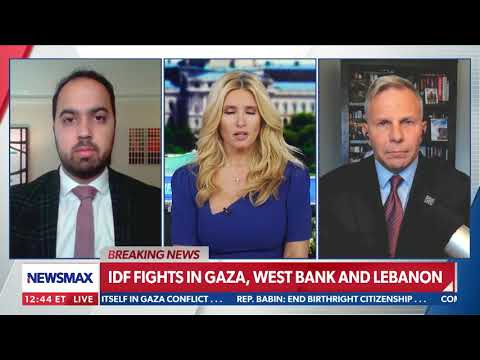 BREAKING NEWS
NEWSMAX
IDF FIGHTS IN GAZA, WEST BANK AND LEBANON
12:44 ET LIVE
ITSELF IN GAZA CONFLICT . . . REP. BABIN: END BIRTHRIGHT CITIZENSHIP . . . COM